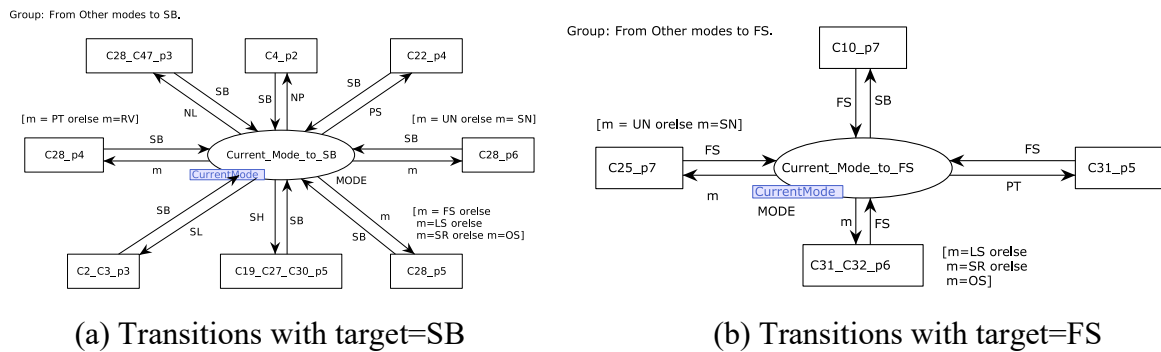 Group: From Other modes to SB.
C28_C47_p3
C4_p2
C22_p4
SB
NL
SB
NP
SB
PS
[m = PT orelse m=RV]
[m = UN orelse m= SN]
C28_p4
SB
m
Current_Mode_to_SB
CurrentMode
MODE
SB
m
C28_p6
SB
SL
SH
SB
m
SB
[m = FS orelse
m=LS orelse
m=SR orelse m=OS]
C2_C3_p3
C19_C27_C30_p5
C28_p5
(a) Transitions with target=SB
Group: From Other modes to FS.
C10_p7
FS
SB
[m = UN orelse m=SN]
C25_p7
FS
m
Current_Mode_to_FS
CurrentMode
MODE
FS
PT
C31_p5
m
FS
C31_C32_p6
[m=LS orelse
m=SR orelse
m=OS]
(b) Transitions with target=FS